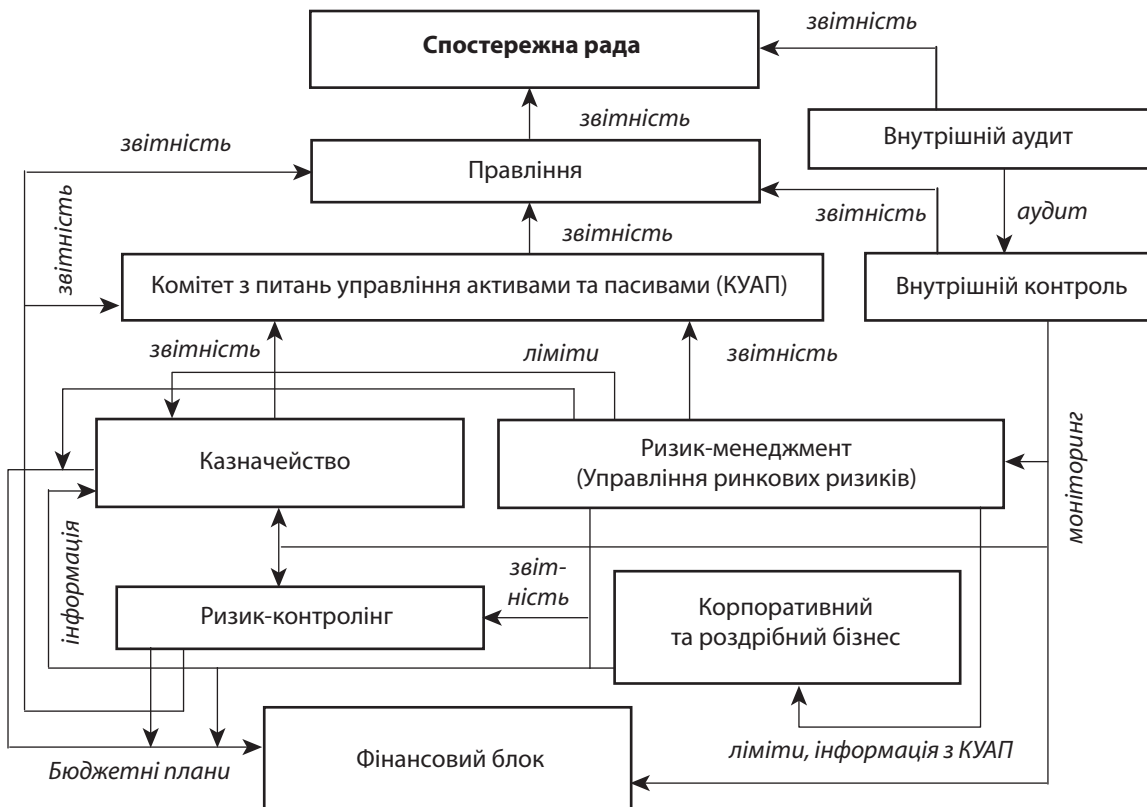 звітність
Спостережна рада
звітність
Внутрішній аудит
звітність
Правління
звітність
аудит
звітність
звітність
Комітет з питань управління активами та пасивами (КУАП)
Внутрішній контроль
звітність
ліміти
звітність
Казначейство
Ризик-менеджмент
(Управління ринкових ризиків)
моніторинг
інформація
звіт-
ність
Ризик-контролінг
Корпоративний
та роздрібний бізнес
Бюджетні плани
Фінансовий блок
ліміти, інформація з КУАП